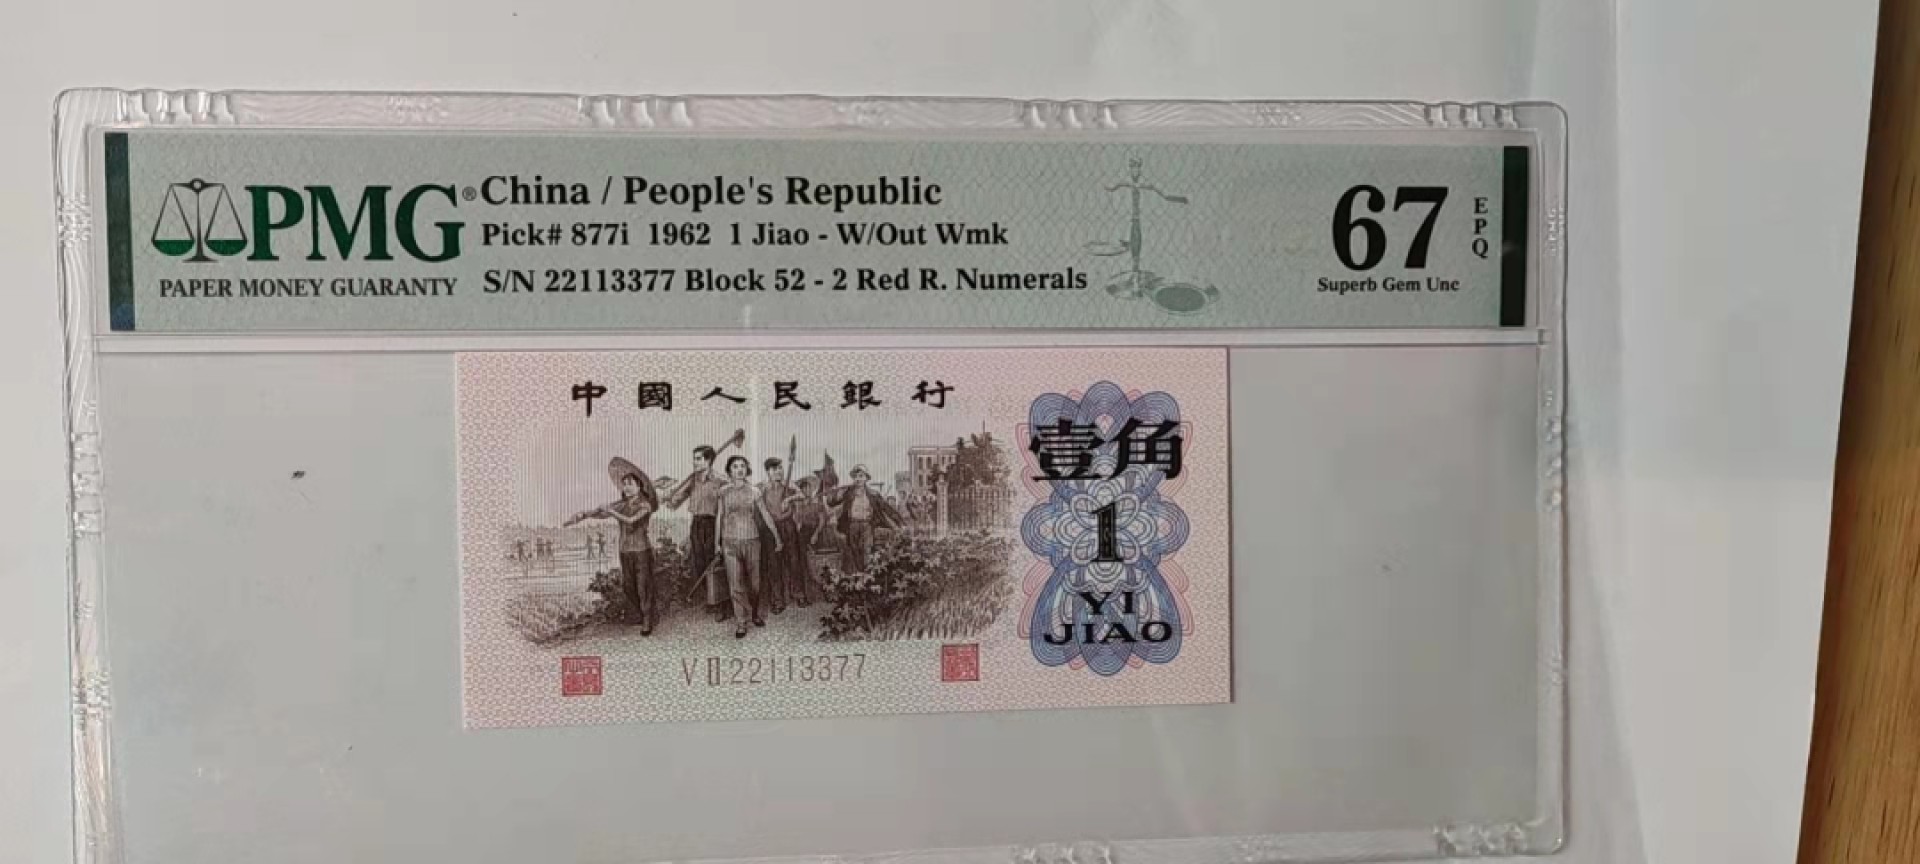 PMG®
PAPER MONEY GUARANTY
China / People's Republic
Pick# 877i 1962 1 Jiao - W/Out Wmk
S/N 22113377 Block 52 - 2 Red R. Numerals
67
EPQ
Superb Gem Unc
中國人民銀行
壹角
1
YI
JIAO
V II 22113377